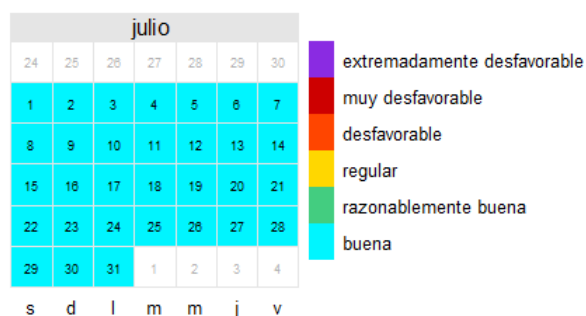 julio
24 25 26 27 28 29 30
1 2 3 4 5 6 7
8 9 10 11 12 13 14
15 16 17 18 19 20 21
22 23 24 25 26 27 28
29 30 31 1 2 3 4
s d l m m j v
extremadamente desfavorable
muy desfavorable
desfavorable
regular
razonablemente buena
buena